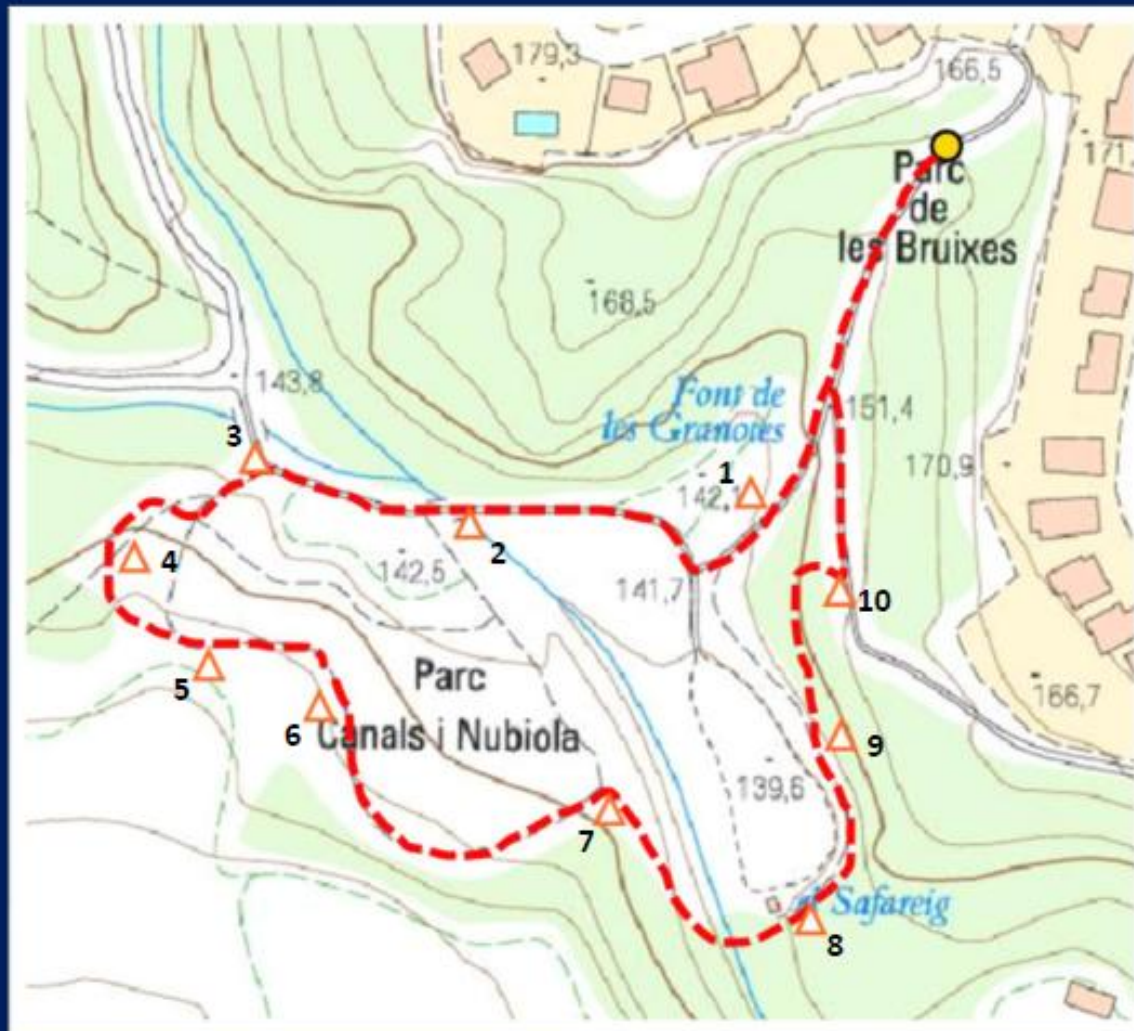 179,3
166,5
171,
Parc
de
les Bruixes
168,5
143,8
Font de
les Granotes
151,4
3
1
142,1
170,9
2
4
142,5
141,7
10
5
Parc
166,7
6
Canals i Nubiola
9
139,6
7
el Safareig
8